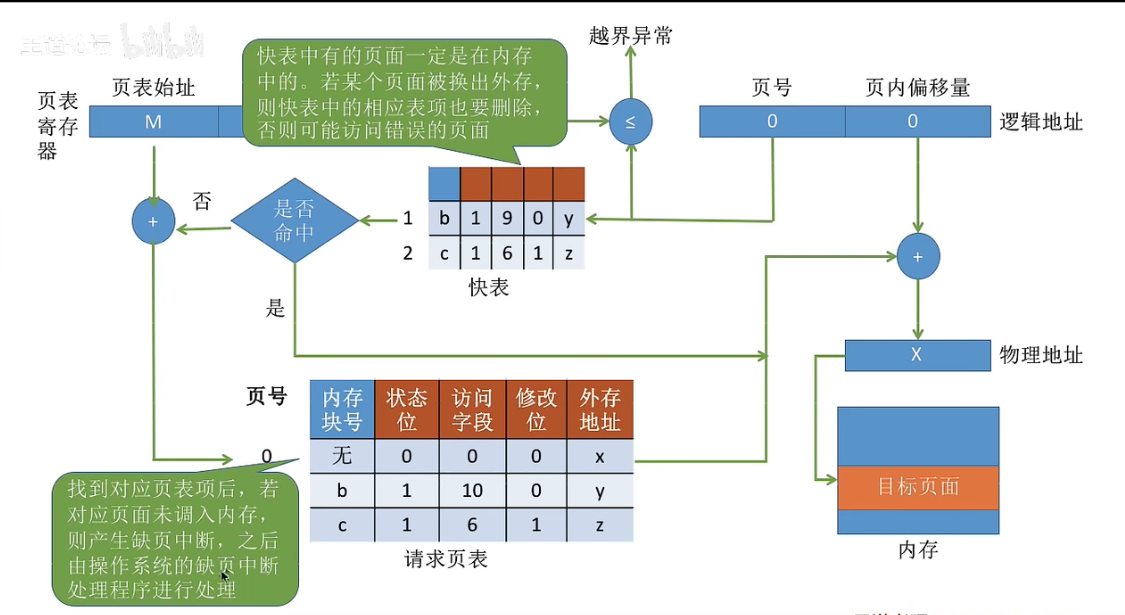 bilibili
越界异常
快表中有的页面一定是在内存
中的。若某个页面被换出外存，
则快表中的相应表项也要删除，
否则可能访问错误的页面
页表
寄存
器
页表始址
M
≤
页号
页内偏移量
0
0
逻辑地址
+
否
是否
命中
1
b 1 9 0 y
2
c 1 6 1 z
快表
+
是
X
物理地址
页号
内存
块号
状态
位
访问
字段
修改
位
外存
地址
0
无 0 0 0 x
b 1 10 0 y
c 1 6 1 z
请求页表
目标页面
内存
找到对应页表项后，若
对应页面未调入内存，
则产生缺页中断，之后
由操作系统的缺页中断
处理程序进行处理